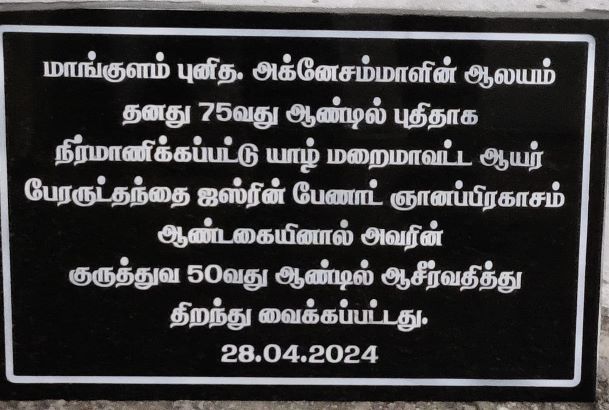 மாங்குளம் புனித. அக்னேசம்மாளின் ஆலயம்
தனது 75வது ஆண்டில் புதிதாக
நிர்மாணிக்கப்பட்டு யாழ் மறைமாவட்ட ஆயர்
பேரருட்தந்தை ஜஸ்ரின் பேணாட் ஞானப்பிரகாசம்
ஆண்டகையினால் அவரின்
குருத்துவ 50வது ஆண்டில் ஆசீர்வதித்து
திறந்து வைக்கப்பட்டது.
28.04.2024